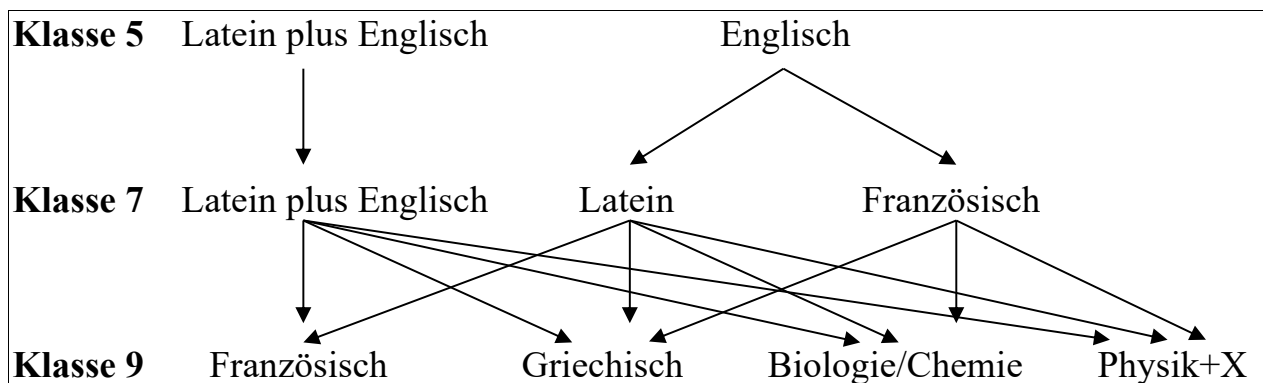 Klasse 5 Latein plus Englisch Englisch
Klasse 7 Latein plus Englisch Latein Französisch
Klasse 9 Französisch Griechisch Biologie/Chemie Physik+X